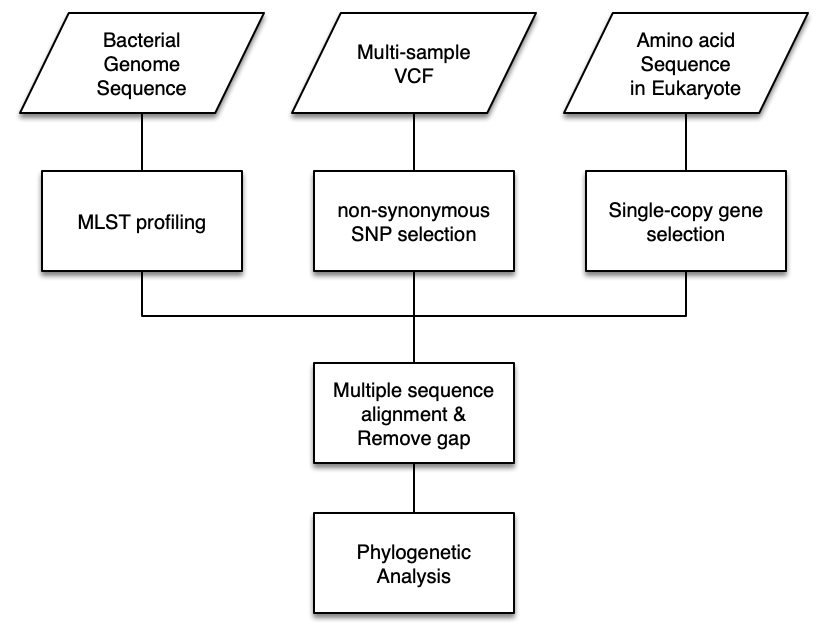 Bacterial
Genome
Sequence
Multi-sample
VCF
Amino acid
Sequence
in Eukaryote
MLST profiling
non-synonymous
SNP selection
Single-copy gene
selection
Multiple sequence
alignment &
Remove gap
Phylogenetic
Analysis